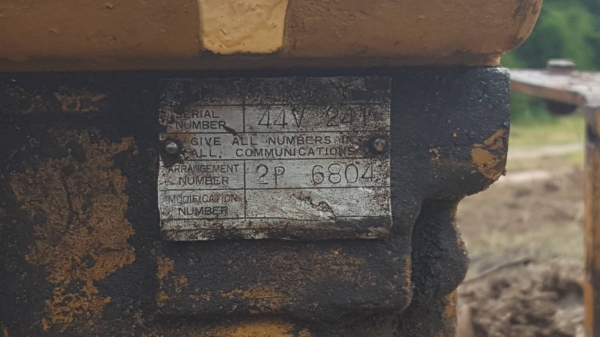 SERIAL NUMBER 44V 241
GIVE ALL NUMBERS IN
ALL COMMUNICATIONS
ARRANGEMENT NUMBER 2P 6804
MODIFICATION NUMBER